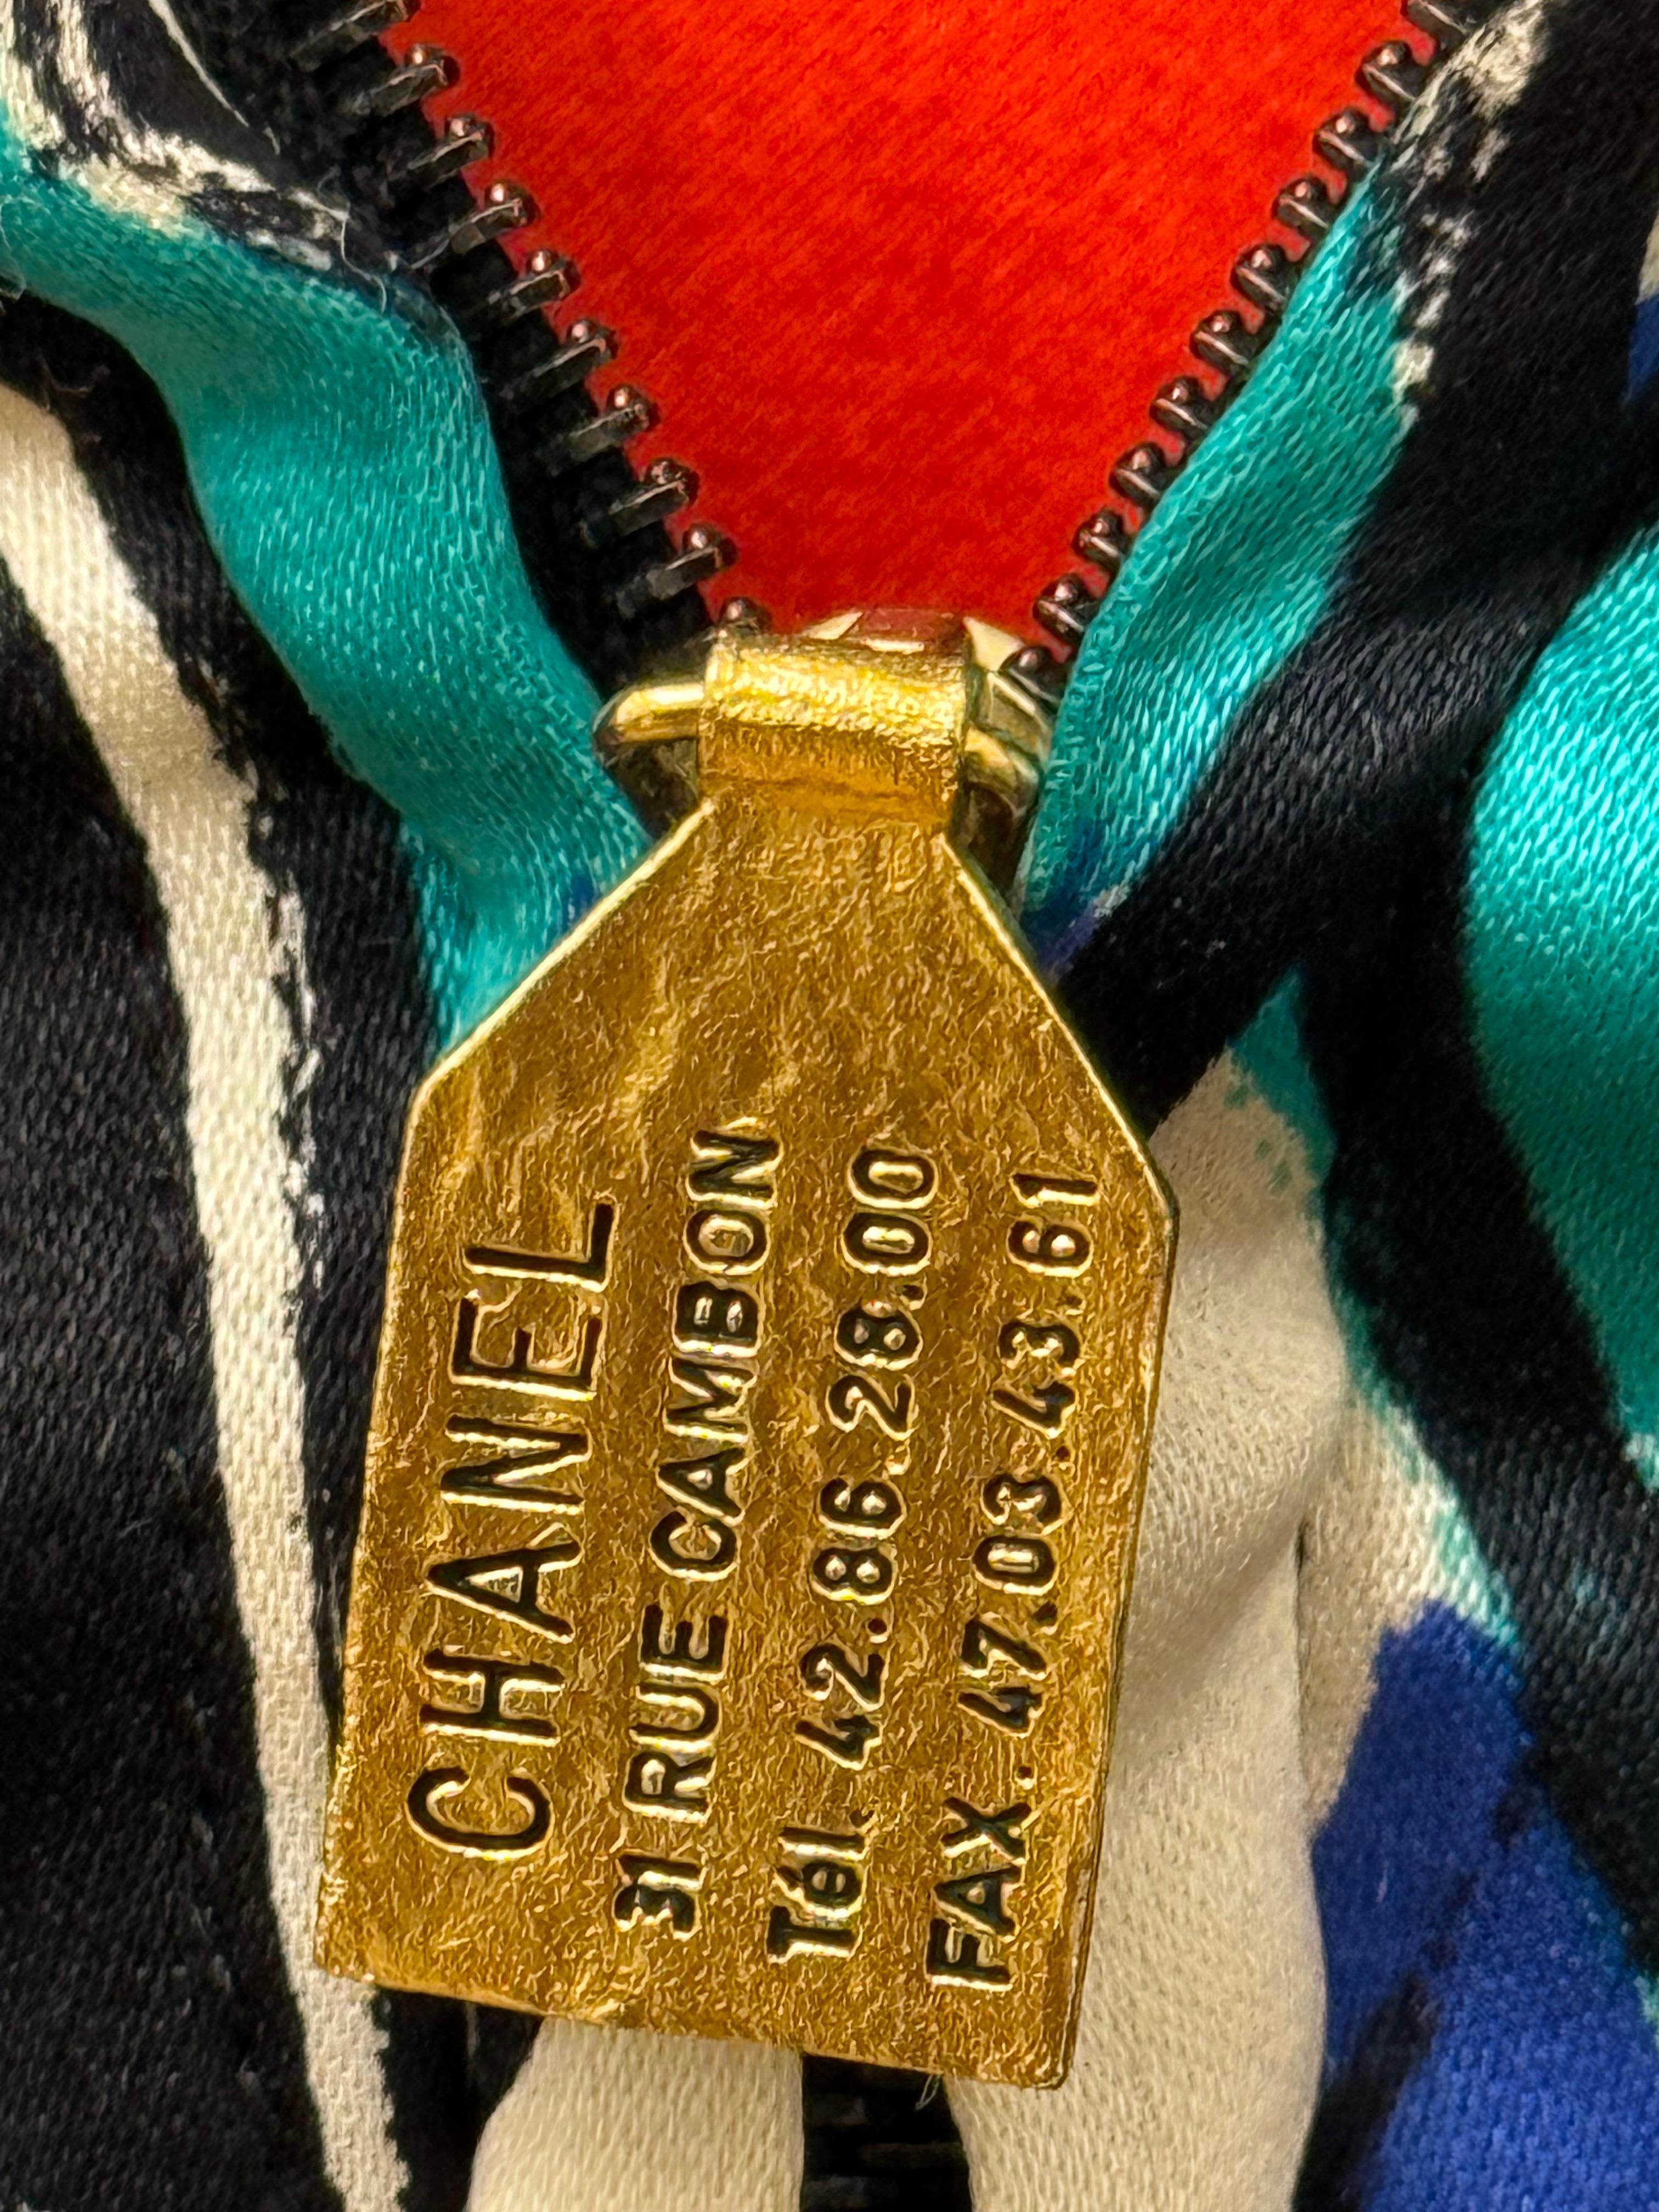 CHANEL
31 RUE CAMBON
Tél. 42.86.28.00
FAX. 47.03.43.61